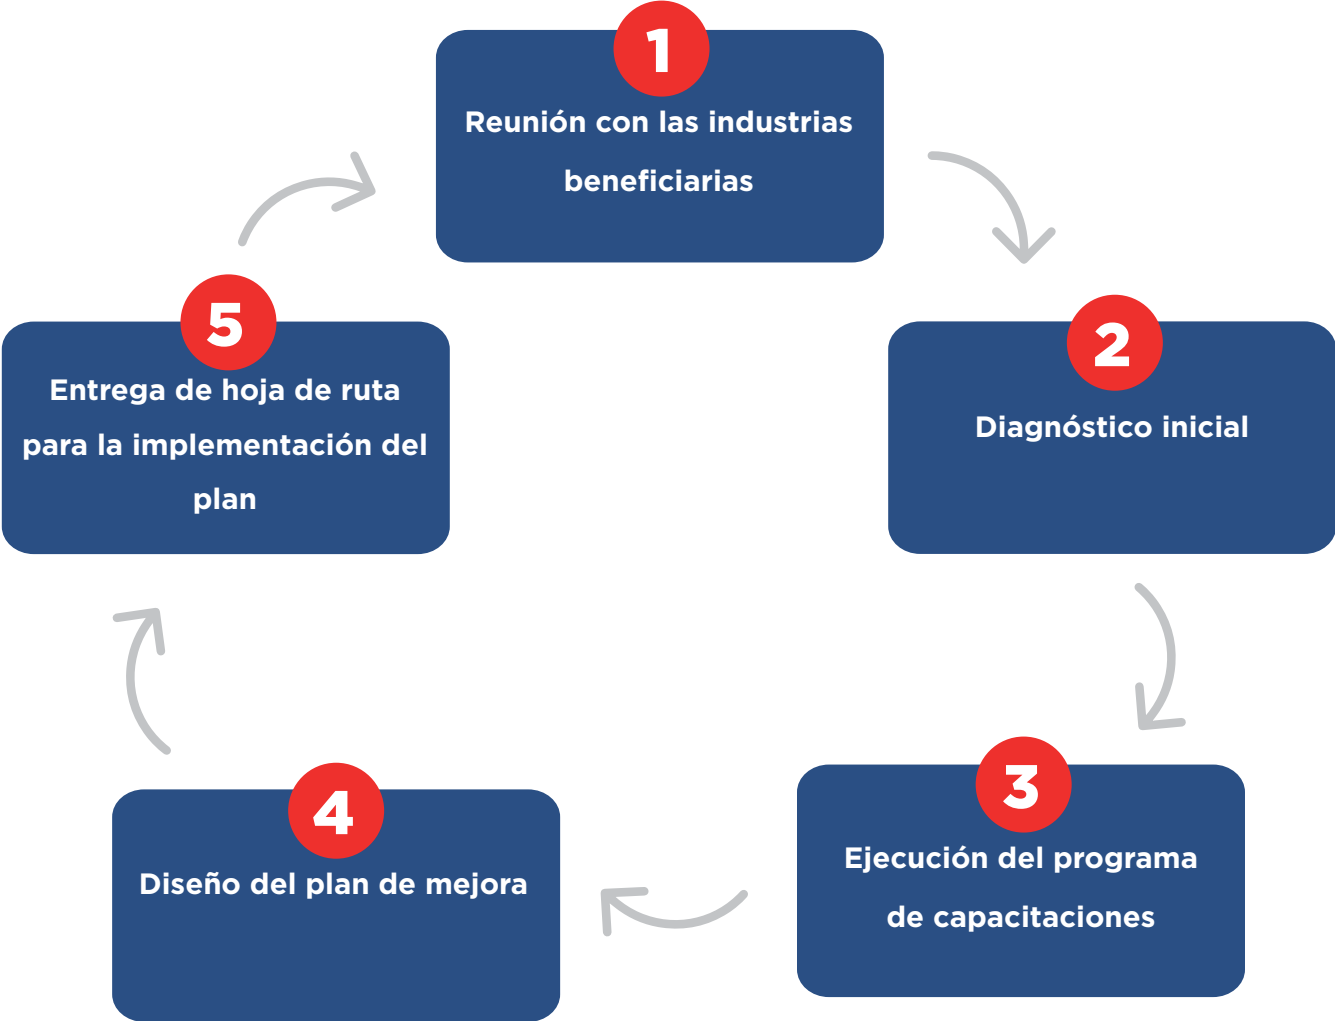 1
Reunión con las industrias
beneficiarias
2
Diagnóstico inicial
3
Ejecución del programa
de capacitaciones
4
Diseño del plan de mejora
5
Entrega de hoja de ruta
para la implementación del
plan